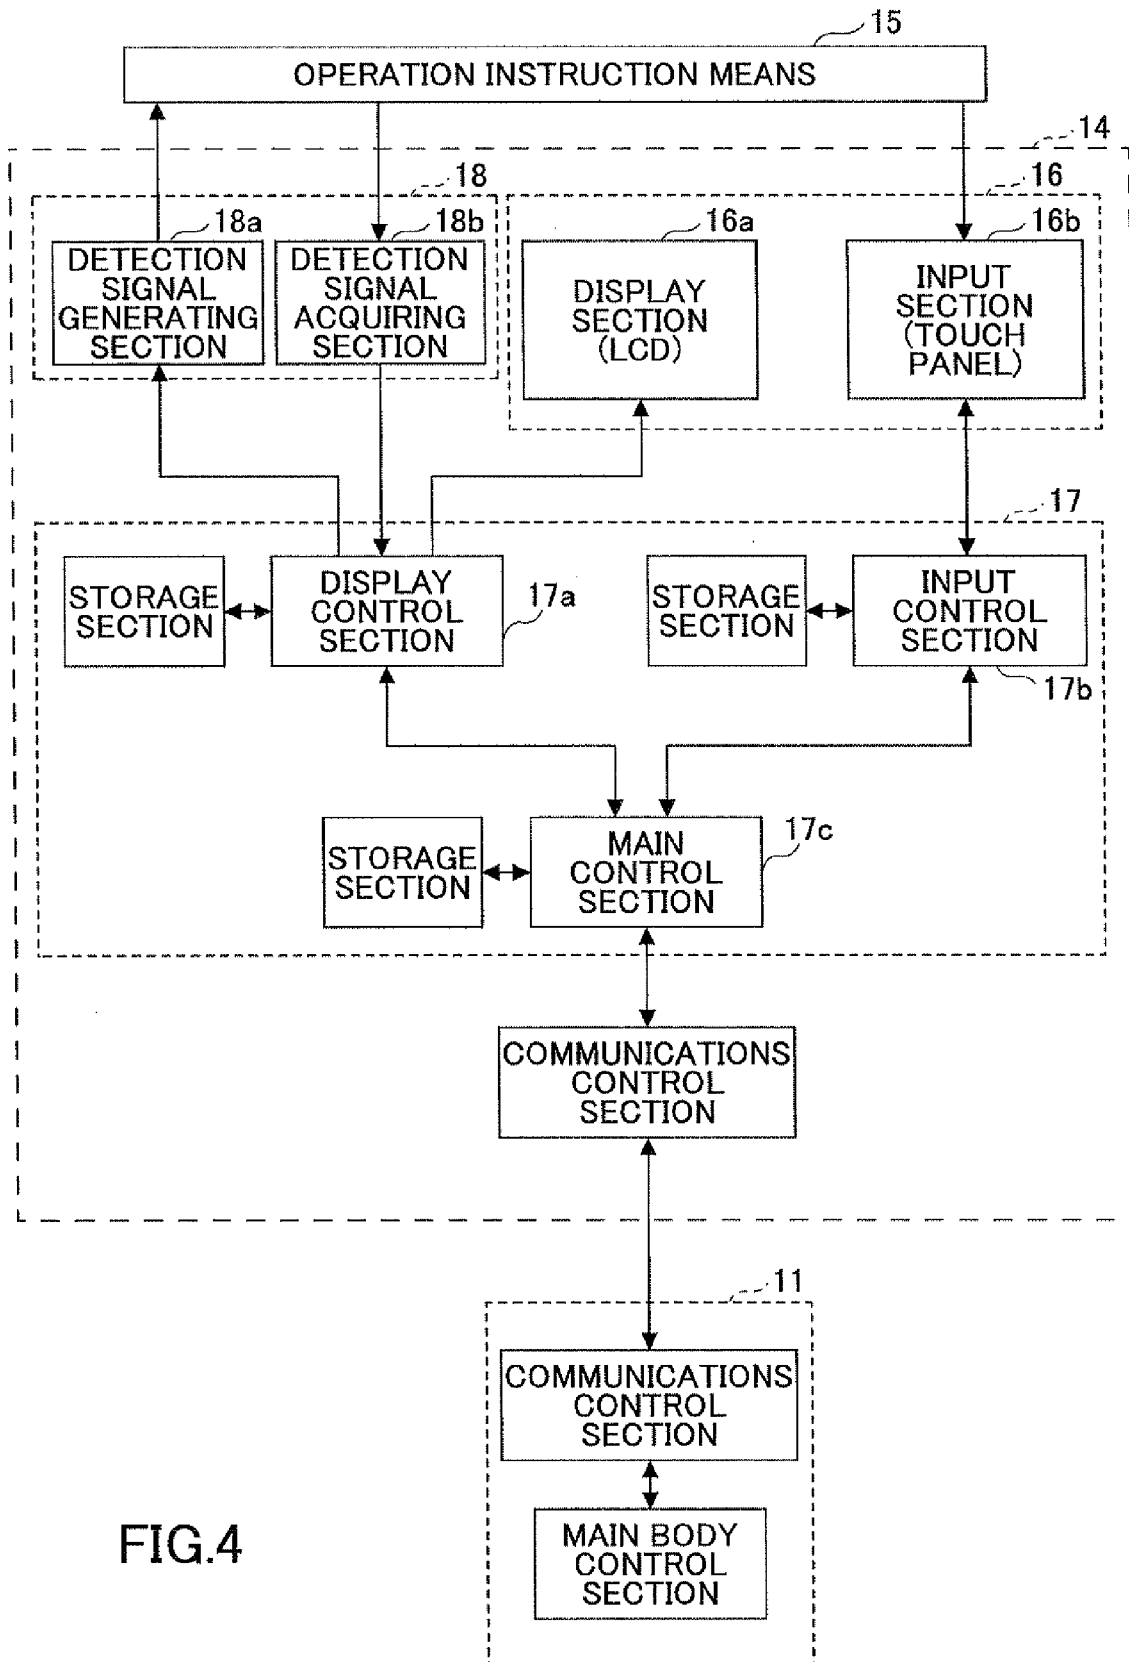 15
OPERATION INSTRUCTION MEANS
14
18
16
18a
18b
16a
16b
DETECTION
SIGNAL
GENERATING
SECTION
DETECTION
SIGNAL
ACQUIRING
SECTION
DISPLAY
SECTION
(LCD)
INPUT
SECTION
(TOUCH
PANEL)
17
STORAGE
SECTION
DISPLAY
CONTROL
SECTION
17a
STORAGE
SECTION
INPUT
CONTROL
SECTION
17b
STORAGE
SECTION
MAIN
CONTROL
SECTION
17c
COMMUNICATIONS
CONTROL
SECTION
11
COMMUNICATIONS
CONTROL
SECTION
MAIN BODY
CONTROL
SECTION
FIG.4